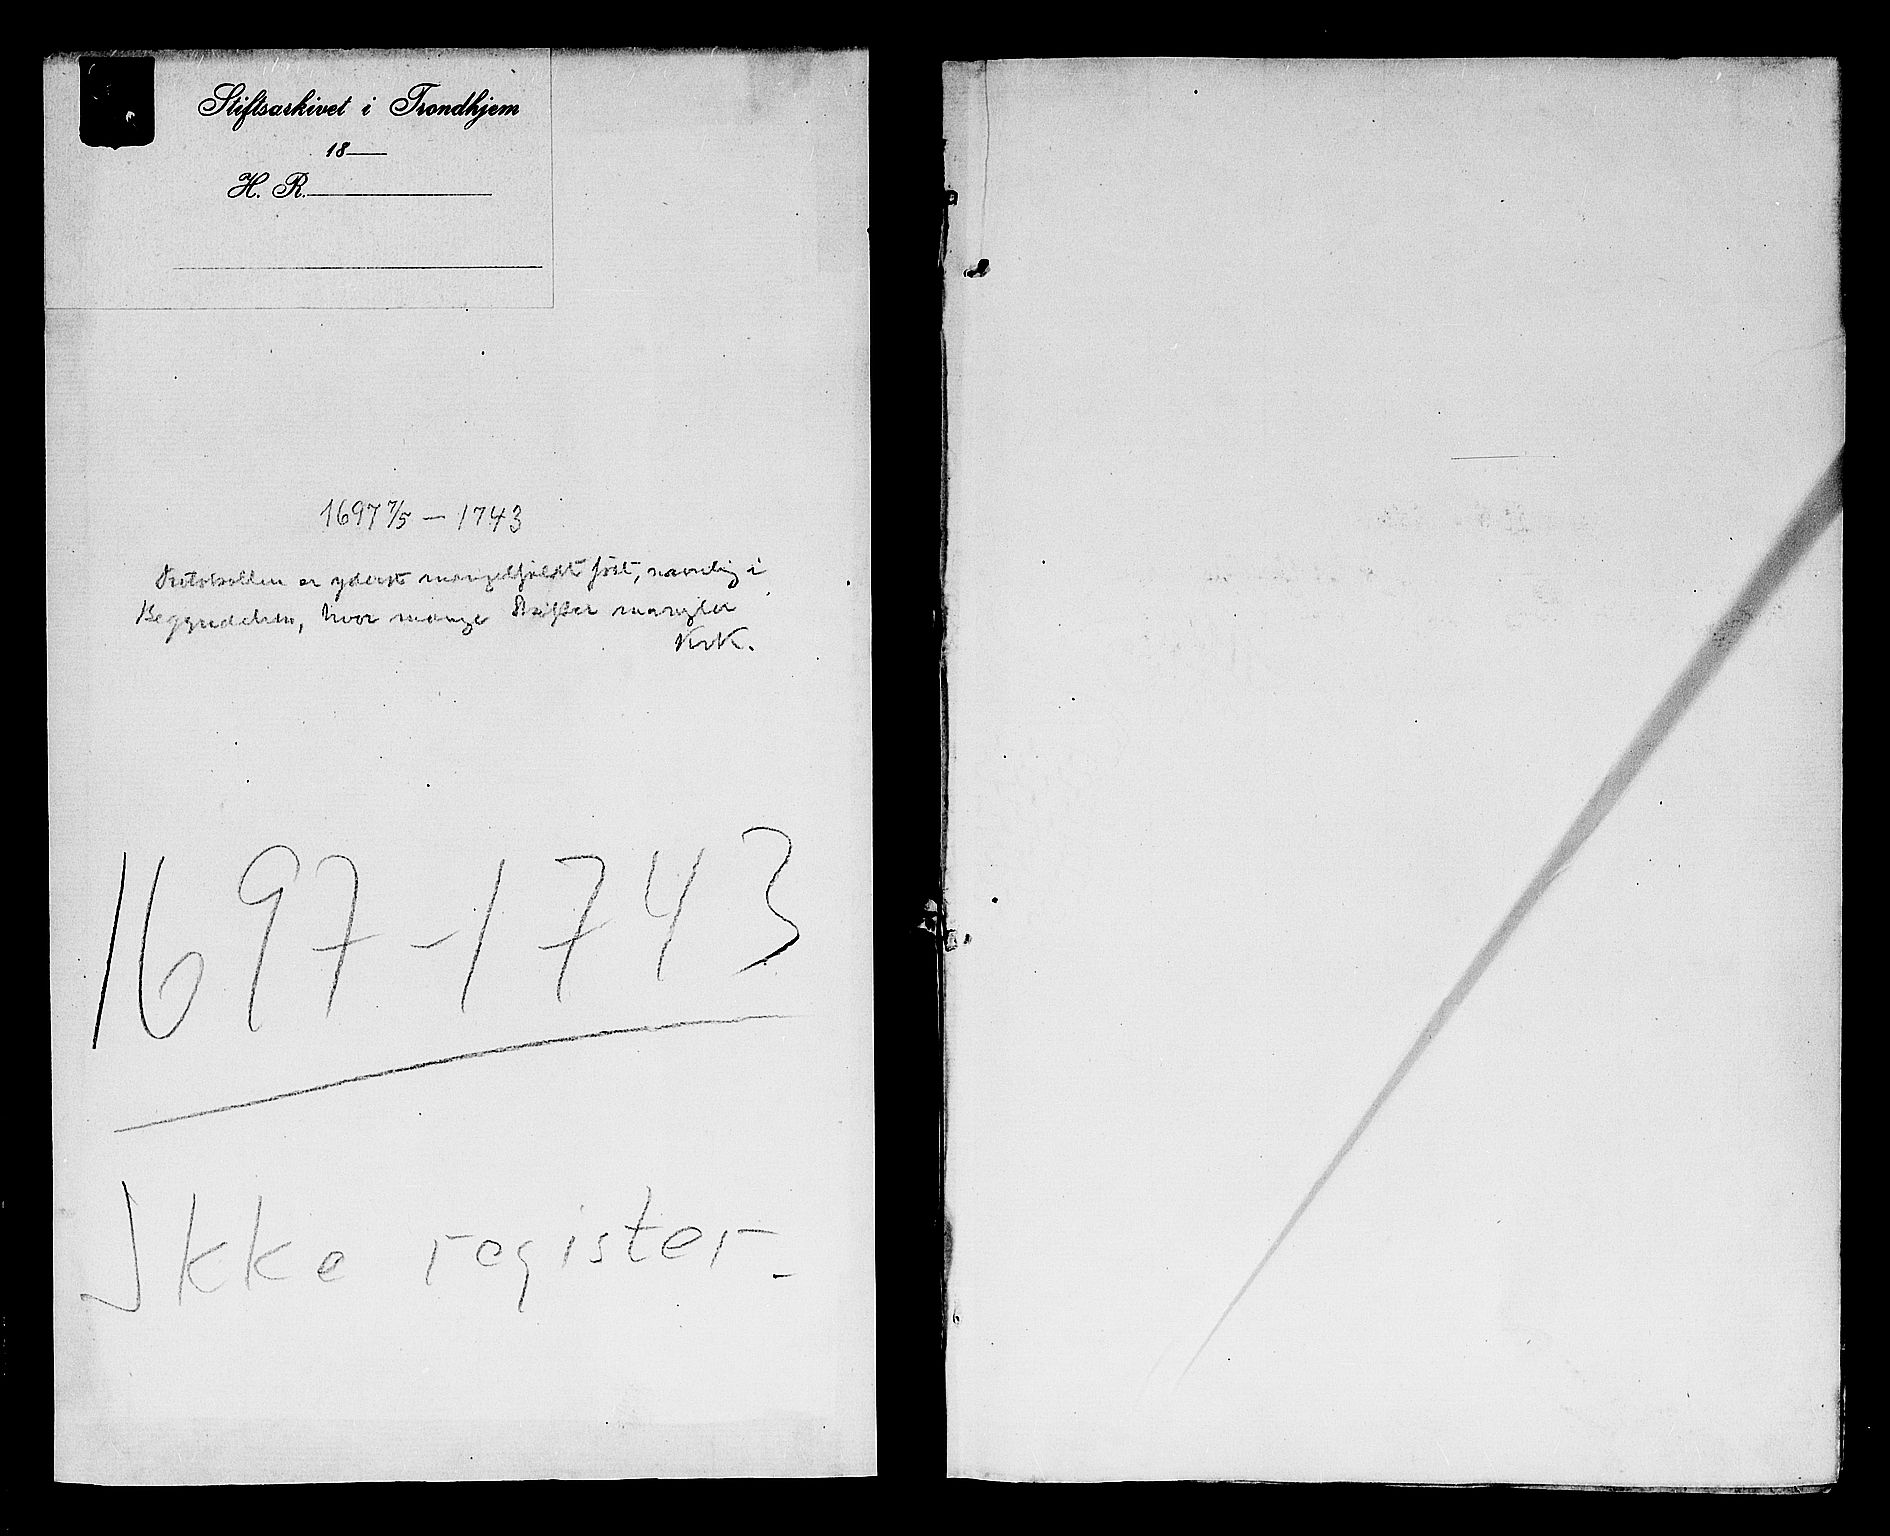 Stiftsarkivet i Trondhjem
18
H. R.
1697 7/5 — 1743
Protokollen er yderst mangelfuldt ført, navnlig i
Begyndelsen, hvor mange Skifter mangler
KrK.
1697-1743
Ikke register.